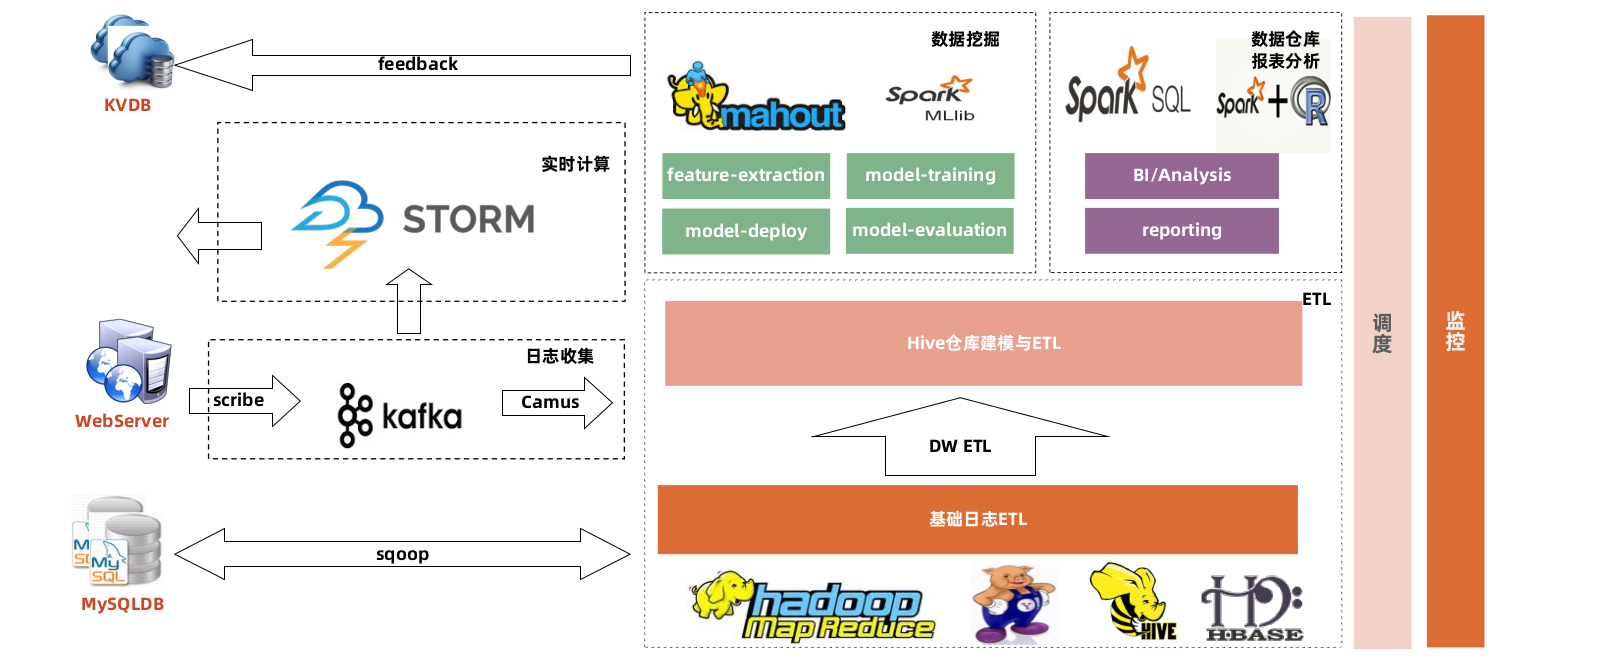 KVDB
feedback
实时计算
STORM
WebServer
scribe
日志收集
kafka
Camus
My
SQL
MySQLDB
sqoop
数据挖掘
mahout
Spark
MLlib
feature-extraction
model-training
model-deploy
model-evaluation
数据仓库
报表分析
Spark SQL
Spark + R
BI/Analysis
reporting
ETL
Hive仓库建模与ETL
DW ETL
基础日志ETL
hadoop
Map Reduce
Y
HIVE
HBASE
调度
监控